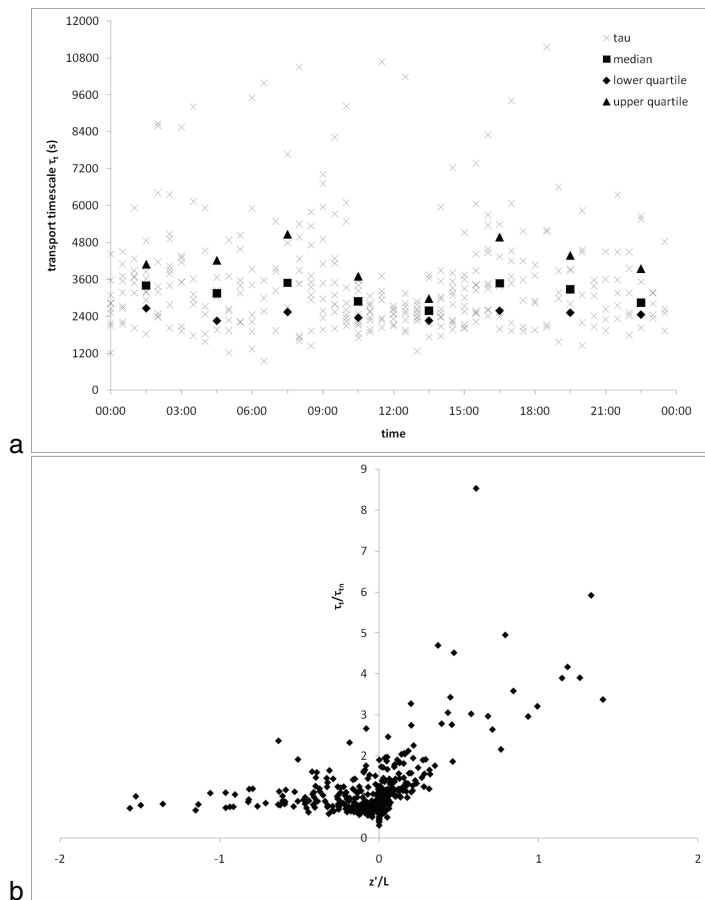 12000
10800
9600
8400
7200
6000
4800
3600
2400
1200
0
transport timescale τt (s)
tau
median
lower quartile
upper quartile
00:00 03:00 06:00 09:00 12:00 15:00 18:00 21:00 00:00
time
a
9
8
7
6
5
4
3
2
1
0
τt/τtn
-2 -1 0 1 2
z'/L
b